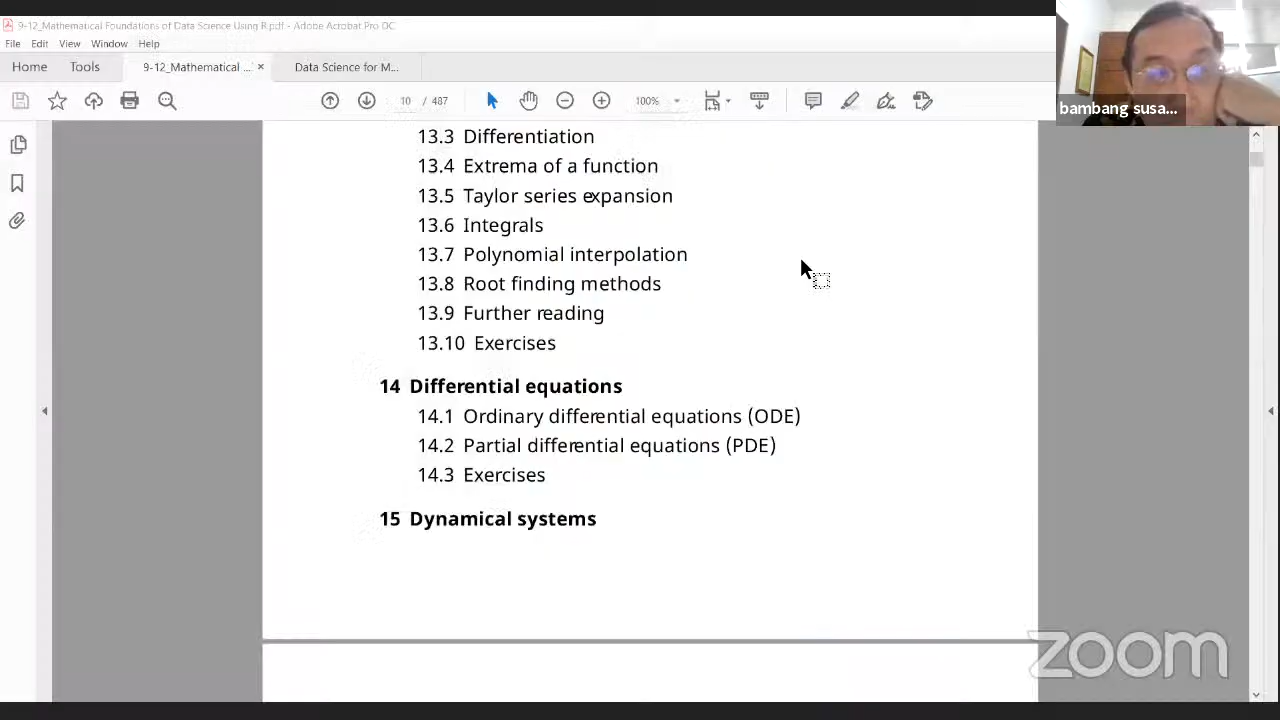 9-12_Mathematical Foundations of Data Science Using R.pdf - Adobe Acrobat Pro DC
File Edit View Window Help
Home Tools 9-12_Mathematical ... × Data Science for M...
10 / 487 100%
bambang susa...
13.3 Differentiation
13.4 Extrema of a function
13.5 Taylor series expansion
13.6 Integrals
13.7 Polynomial interpolation
13.8 Root finding methods
13.9 Further reading
13.10 Exercises
14 Differential equations
14.1 Ordinary differential equations (ODE)
14.2 Partial differential equations (PDE)
14.3 Exercises
15 Dynamical systems
zoom